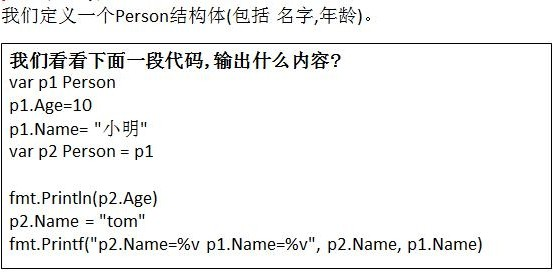 我们定义一个Person结构体(包括 名字,年龄)。
我们看看下面一段代码,输出什么内容?
var p1 Person
p1.Age=10
p1.Name= "小明"
var p2 Person = p1
fmt.Println(p2.Age)
p2.Name = "tom"
fmt.Printf("p2.Name=%v p1.Name=%v", p2.Name, p1.Name)